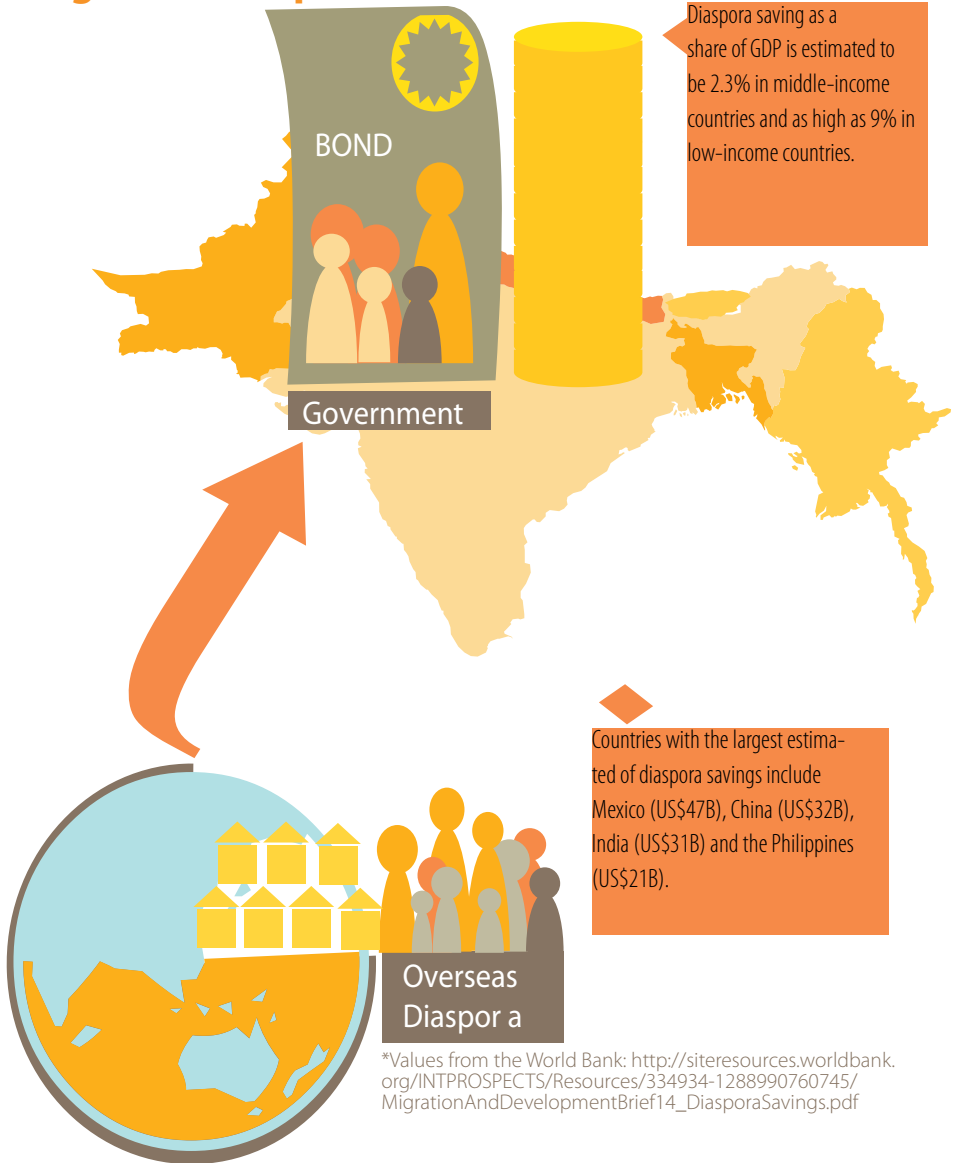 Diaspora saving as a
share of GDP is estimated to
be 2.3% in middle-income
countries and as high as 9% in
low-income countries.
BOND
Government
Countries with the largest estima-
ted of diaspora savings include
Mexico (US$47B), China (US$32B),
India (US$31B) and the Philippines
(US$21B).
Overseas
Diaspor a
*Values from the World Bank: http://siteresources.worldbank.
org/INTPROSPECTS/Resources/334934-1288990760745/
MigrationAndDevelopmentBrief14_DiasporaSavings.pdf